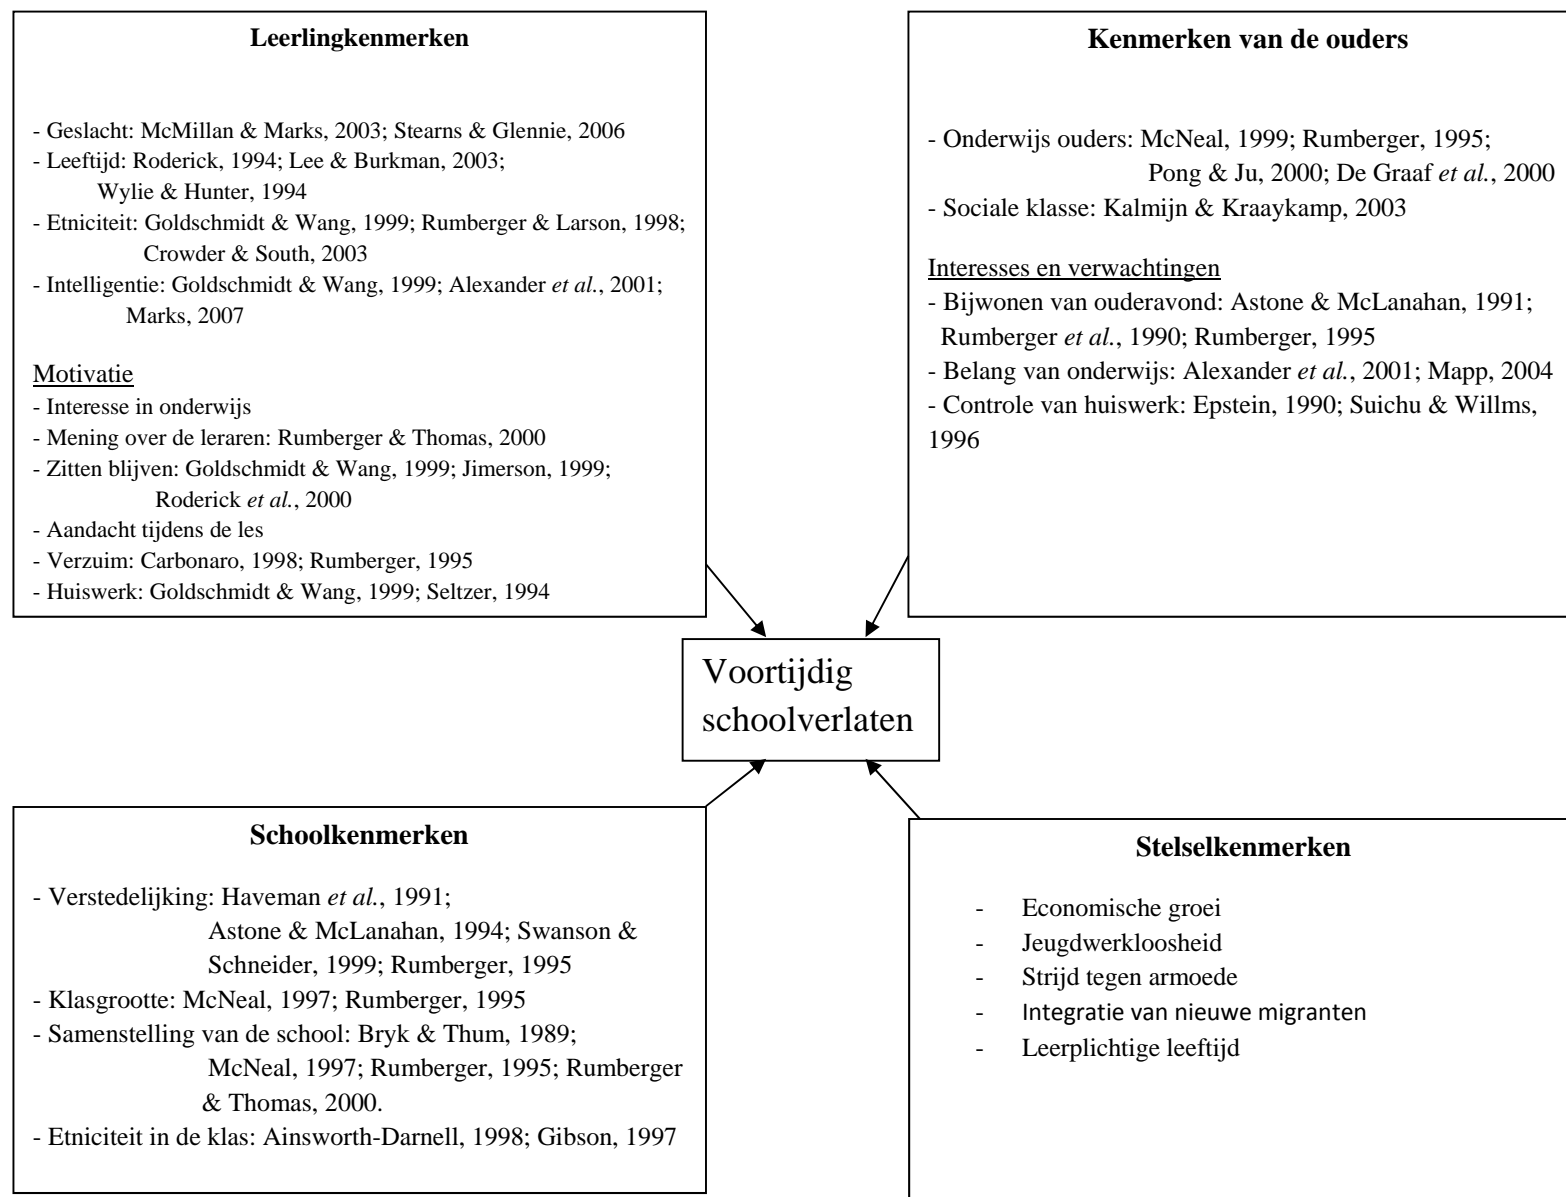 Leerlingkenmerken
- Geslacht: McMillan & Marks, 2003; Stearns & Glennie, 2006
- Leeftijd: Roderick, 1994; Lee & Burkman, 2003;
Wylie & Hunter, 1994
- Etniciteit: Goldschmidt & Wang, 1999; Rumberger & Larson, 1998;
Crowder & South, 2003
- Intelligentie: Goldschmidt & Wang, 1999; Alexander et al., 2001;
Marks, 2007
Motivatie
- Interesse in onderwijs
- Mening over de leraren: Rumberger & Thomas, 2000
- Zitten blijven: Goldschmidt & Wang, 1999; Jimerson, 1999;
Roderick et al., 2000
- Aandacht tijdens de les
- Verzuim: Carbonaro, 1998; Rumberger, 1995
- Huiswerk: Goldschmidt & Wang, 1999; Seltzer, 1994
Kenmerken van de ouders
- Onderwijs ouders: McNeal, 1999; Rumberger, 1995;
Pong & Ju, 2000; De Graaf et al., 2000
- Sociale klasse: Kalmijn & Kraaykamp, 2003
Interesses en verwachtingen
- Bijwonen van ouderavond: Astone & McLanahan, 1991;
Rumberger et al., 1990; Rumberger, 1995
- Belang van onderwijs: Alexander et al., 2001; Mapp, 2004
- Controle van huiswerk: Epstein, 1990; Suichu & Willms,
1996
Voortijdig
schoolverlaten
Schoolkenmerken
- Verstedelijking: Haveman et al., 1991;
Astone & McLanahan, 1994; Swanson &
Schneider, 1999; Rumberger, 1995
- Klasgrootte: McNeal, 1997; Rumberger, 1995
- Samenstelling van de school: Bryk & Thum, 1989;
McNeal, 1997; Rumberger, 1995; Rumberger
& Thomas, 2000.
- Etniciteit in de klas: Ainsworth-Darnell, 1998; Gibson, 1997
Stelselkenmerken
- Economische groei
- Jeugdwerkloosheid
- Strijd tegen armoede
- Integratie van nieuwe migranten
- Leerplichtige leeftijd